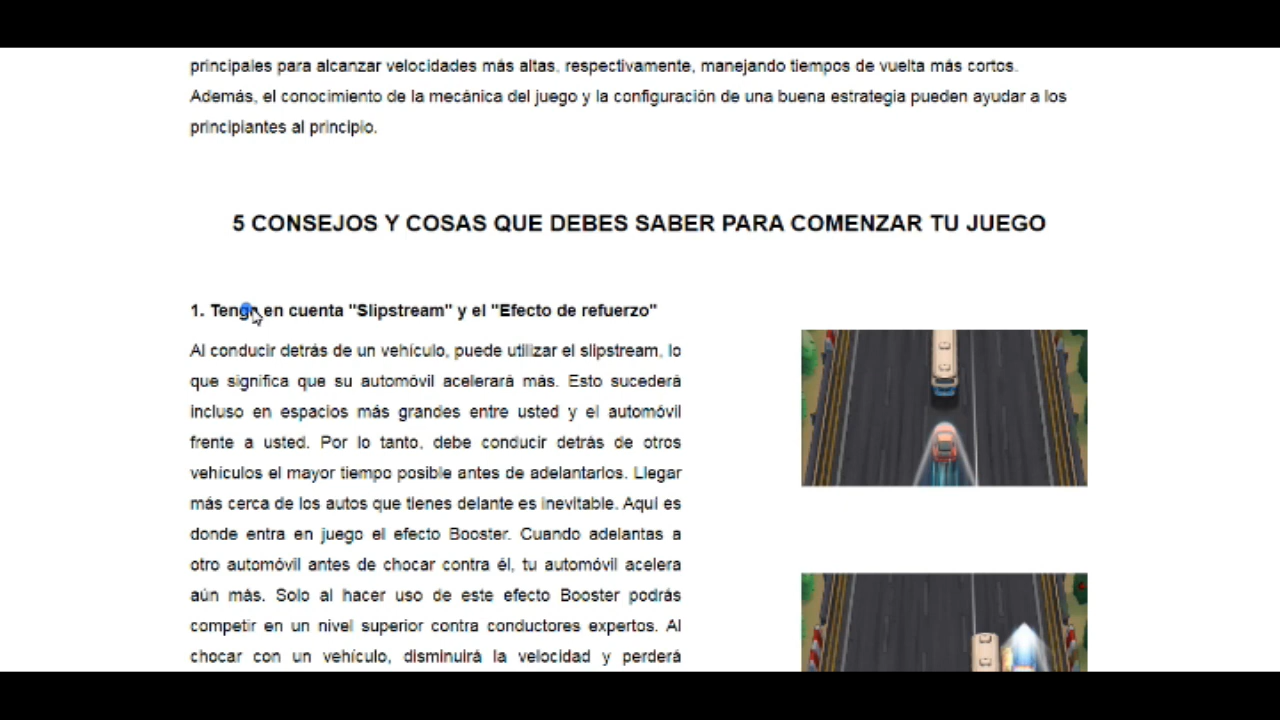 principales para alcanzar velocidades más altas, respectivamente, manejando tiempos de vuelta más cortos.
Además, el conocimiento de la mecánica del juego y la configuración de una buena estrategia pueden ayudar a los
principiantes al principio.
5 CONSEJOS Y COSAS QUE DEBES SABER PARA COMENZAR TU JUEGO
1. Tenga en cuenta "Slipstream" y el "Efecto de refuerzo"
Al conducir detrás de un vehículo, puede utilizar el slipstream, lo
que significa que su automóvil acelerará más. Esto sucederá
incluso en espacios más grandes entre usted y el automóvil
frente a usted. Por lo tanto, debe conducir detrás de otros
vehículos el mayor tiempo posible antes de adelantarlos. Llegar
más cerca de los autos que tienes delante es inevitable. Aquí es
donde entra en juego el efecto Booster. Cuando adelantas a
otro automóvil antes de chocar contra él, tu automóvil acelera
aún más. Solo al hacer uso de este efecto Booster podrás
competir en un nivel superior contra conductores expertos. Al
chocar con un vehículo, disminuirá la velocidad y perderá